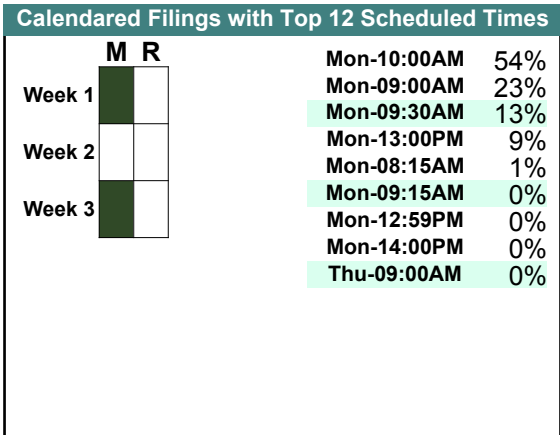 Calendared Filings with Top 12 Scheduled Times
M R
Week 1
Week 2
Week 3
Mon-10:00AM 54%
Mon-09:00AM 23%
Mon-09:30AM 13%
Mon-13:00PM 9%
Mon-08:15AM 1%
Mon-09:15AM 0%
Mon-12:59PM 0%
Mon-14:00PM 0%
Thu-09:00AM 0%